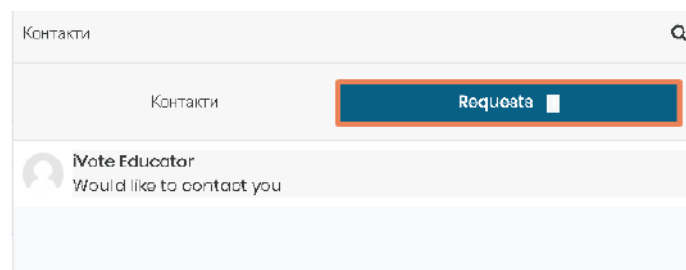 Контакти
Контакти
Requests
iVote Educator
Would like to contact you